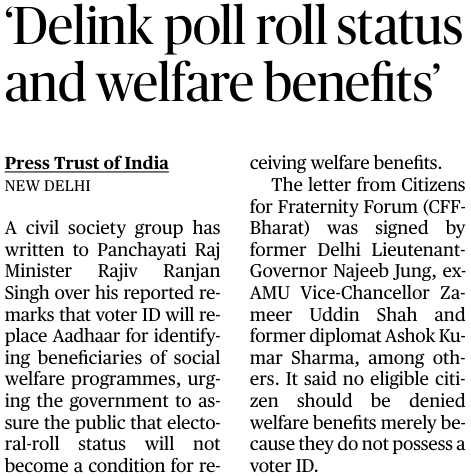 ‘Delink poll roll status
and welfare benefits’
Press Trust of India
NEW DELHI
A civil society group has
written to Panchayati Raj
Minister Rajiv Ranjan
Singh over his reported re-
marks that voter ID will re-
place Aadhaar for identify-
ing beneficiaries of social
welfare programmes, urg-
ing the government to as-
sure the public that electo-
ral-roll status will not
become a condition for re-
ceiving welfare benefits.
The letter from Citizens
for Fraternity Forum (CFF-
Bharat) was signed by
former Delhi Lieutenant-
Governor Najeeb Jung, ex-
AMU Vice-Chancellor Za-
meer Uddin Shah and
former diplomat Ashok Ku-
mar Sharma, among oth-
ers. It said no eligible citi-
zen should be denied
welfare benefits merely be-
cause they do not possess a
voter ID.